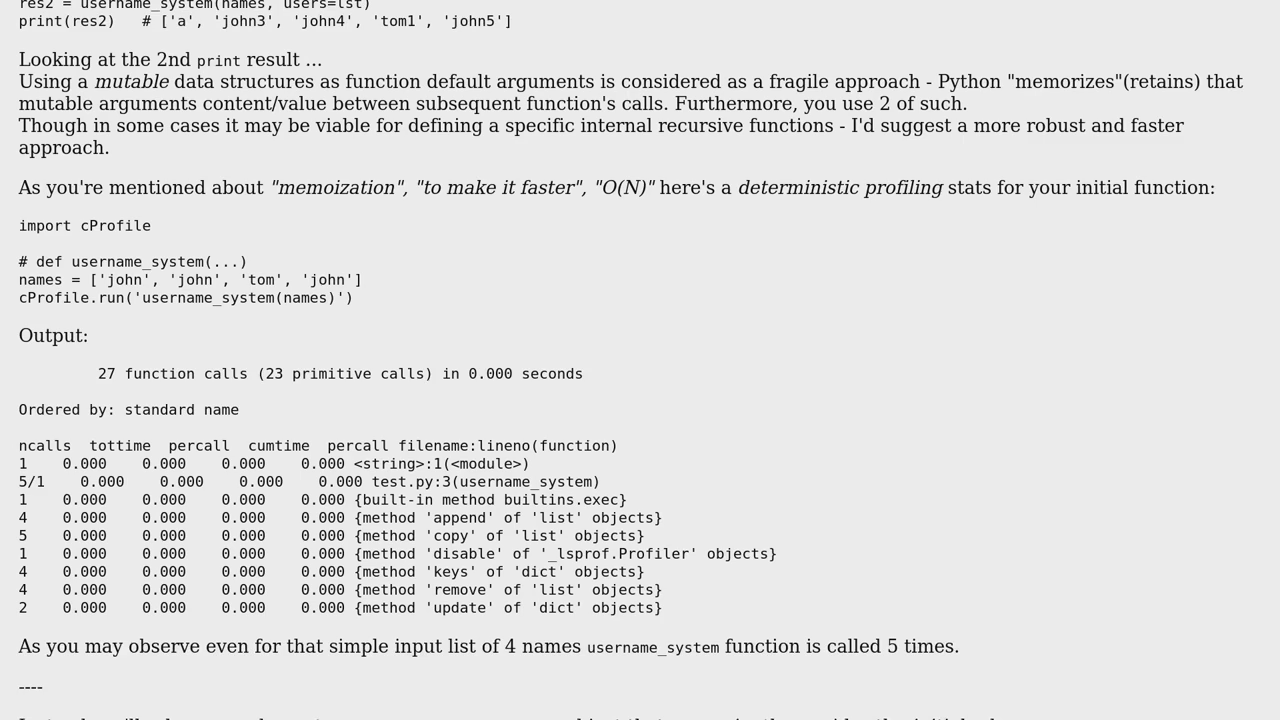 res2 = username_system(names, users=lst)
print(res2)   # ['a', 'john3', 'john4', 'tom1', 'john5']
Looking at the 2nd print result ...
Using a mutable data structures as function default arguments is considered as a fragile approach - Python "memorizes"(retains) that
mutable arguments content/value between subsequent function's calls. Furthermore, you use 2 of such.
Though in some cases it may be viable for defining a specific internal recursive functions - I'd suggest a more robust and faster
approach.
As you're mentioned about "memoization", "to make it faster", "O(N)" here's a deterministic profiling stats for your initial function:
import cProfile
# def username_system(...)
names = ['john', 'john', 'tom', 'john']
cProfile.run('username_system(names)')
Output:
         27 function calls (23 primitive calls) in 0.000 seconds
Ordered by: standard name
ncalls  tottime  percall  cumtime  percall filename:lineno(function)
1    0.000    0.000    0.000    0.000 <string>:1(<module>)
5/1    0.000    0.000    0.000    0.000 test.py:3(username_system)
1    0.000    0.000    0.000    0.000 {built-in method builtins.exec}
4    0.000    0.000    0.000    0.000 {method 'append' of 'list' objects}
5    0.000    0.000    0.000    0.000 {method 'copy' of 'list' objects}
1    0.000    0.000    0.000    0.000 {method 'disable' of '_lsprof.Profiler' objects}
4    0.000    0.000    0.000    0.000 {method 'keys' of 'dict' objects}
4    0.000    0.000    0.000    0.000 {method 'remove' of 'list' objects}
2    0.000    0.000    0.000    0.000 {method 'update' of 'dict' objects}
As you may observe even for that simple input list of 4 names username_system function is called 5 times.
----